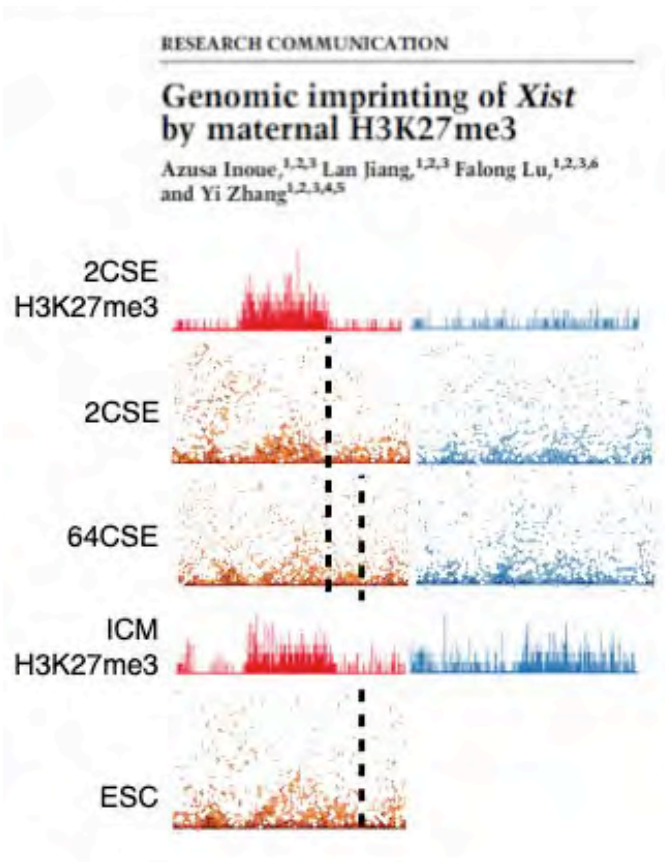 RESEARCH COMMUNICATION
Genomic imprinting of Xist
by maternal H3K27me3
Azusa Inoue,1,2,3 Lan Jiang,1,2,3 Falong Lu,1,2,3,6
and Yi Zhang1,2,3,4,5
2CSE
H3K27me3
2CSE
64CSE
ICM
H3K27me3
ESC